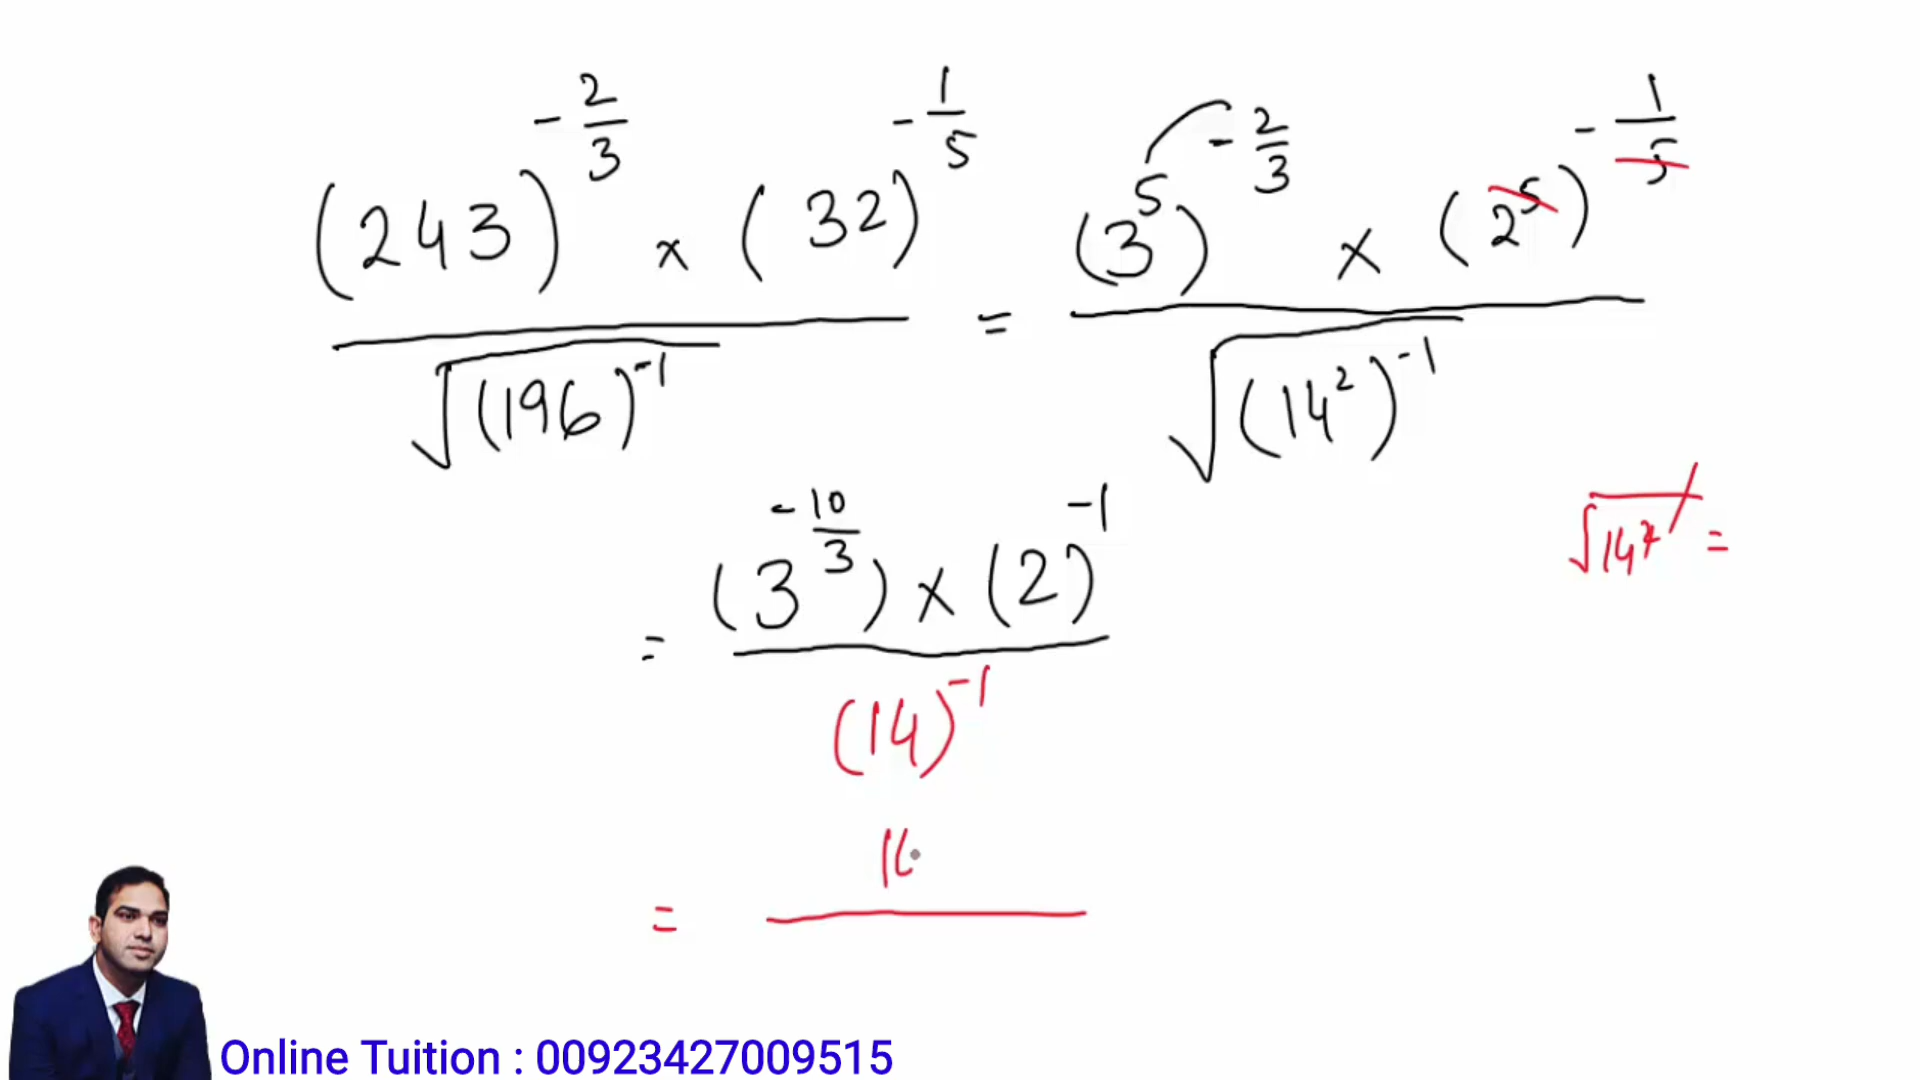 (243)^{-2/3} × (32)^{-1/5} / √(196)^{-1} = (3^5)^{-2/3} × (2^5)^{-1/5} / √(14^2)^{-1}
√14^2 =
= (3^{-10/3}) × (2)^{-1} / (14)^{-1}
=
Online Tuition : 00923427009515